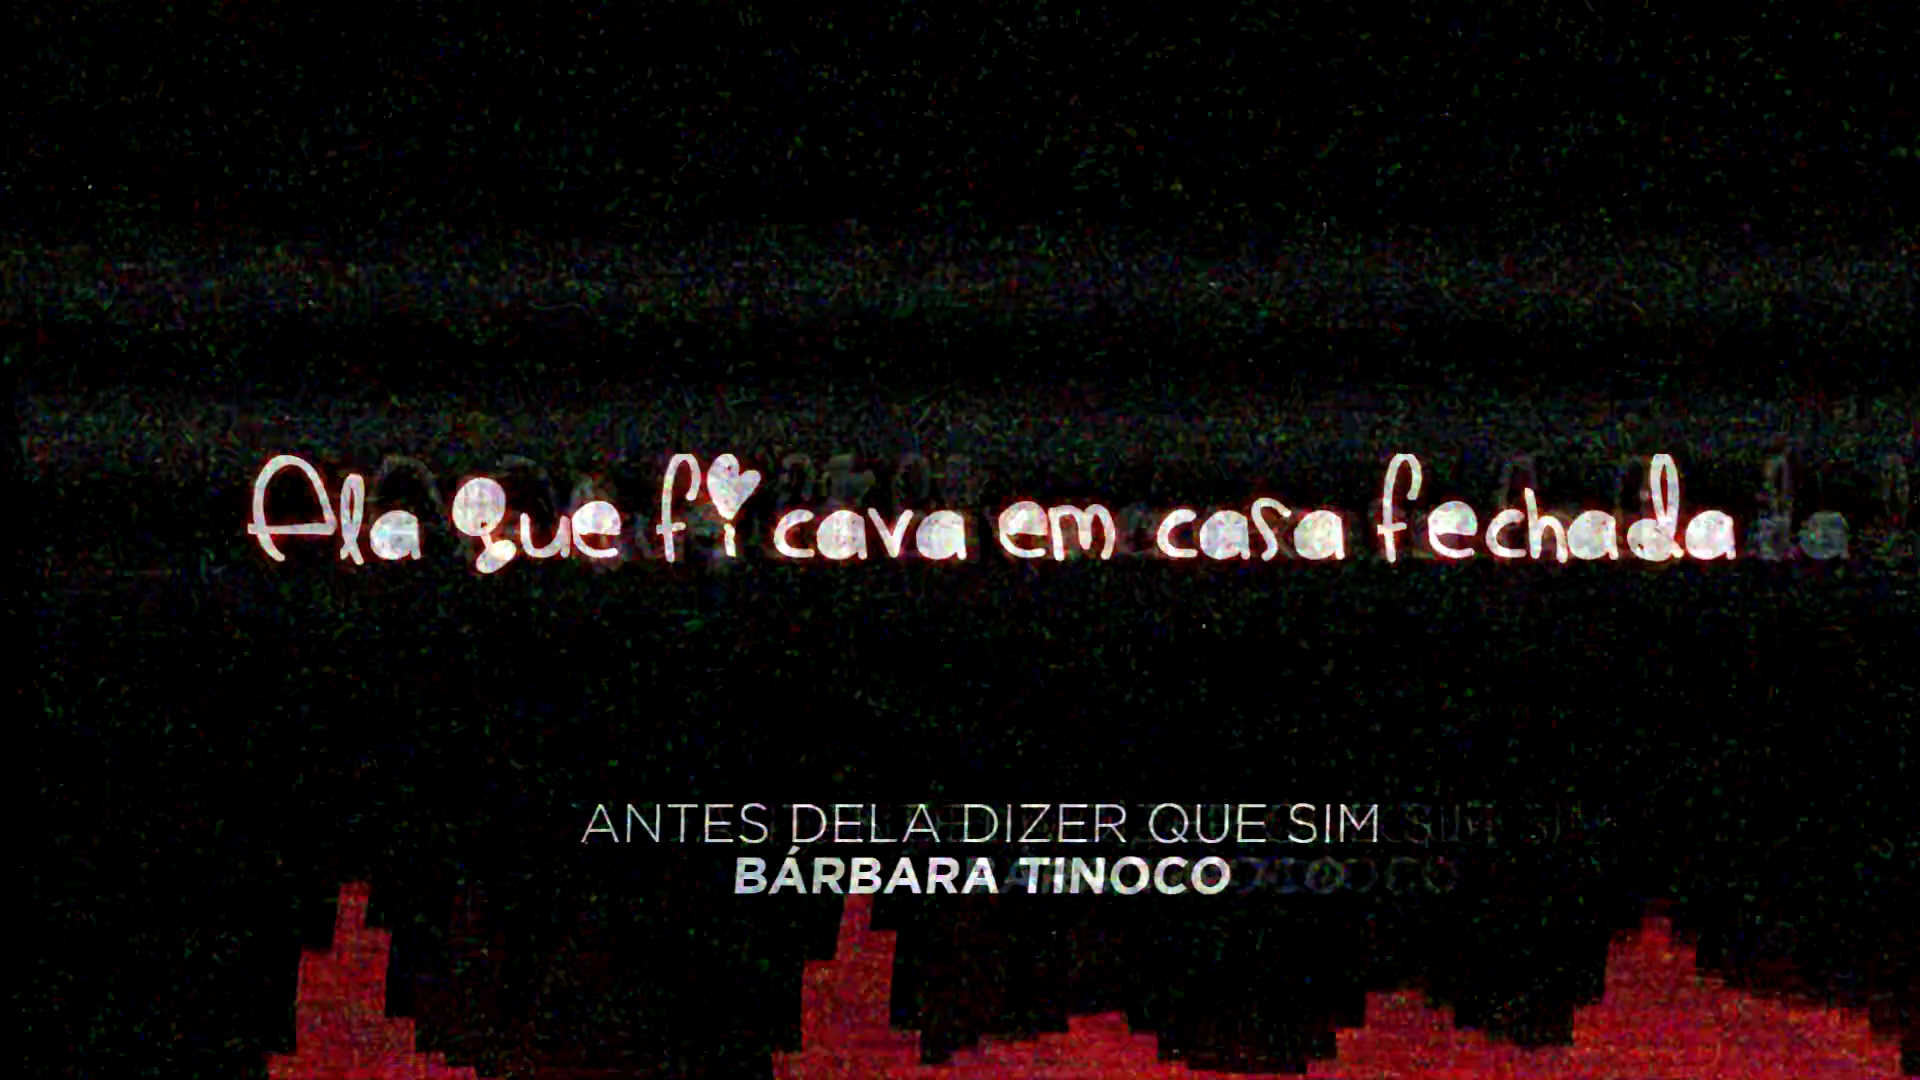 Ela que ficava em casa fechada
ANTES DELA DIZER QUE SIM
BÁRBARA TINOCO